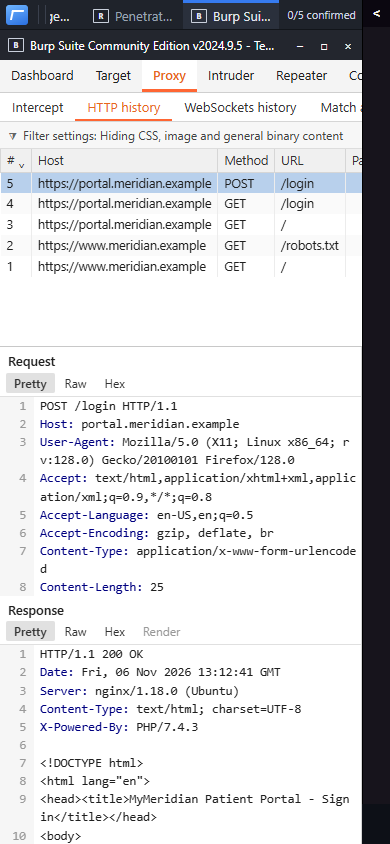 ge...
R Penetrat...
B Burp Sui...
0/5 confirmed
<
B Burp Suite Community Edition v2024.9.5 - Te...
Dashboard Target Proxy Intruder Repeater Co
Intercept HTTP history WebSockets history Match a
Filter settings: Hiding CSS, image and general binary content
# Host Method URL Pa
5 https://portal.meridian.example POST /login
4 https://portal.meridian.example GET /login
3 https://portal.meridian.example GET /
2 https://www.meridian.example GET /robots.txt
1 https://www.meridian.example GET /
Request
Pretty Raw Hex
1 POST /login HTTP/1.1
2 Host: portal.meridian.example
3 User-Agent: Mozilla/5.0 (X11; Linux x86_64; r
v:128.0) Gecko/20100101 Firefox/128.0
4 Accept: text/html,application/xhtml+xml,applic
ation/xml;q=0.9,*/*;q=0.8
5 Accept-Language: en-US,en;q=0.5
6 Accept-Encoding: gzip, deflate, br
7 Content-Type: application/x-www-form-urlencode
d
8 Content-Length: 25
Response
Pretty Raw Hex Render
1 HTTP/1.1 200 OK
2 Date: Fri, 06 Nov 2026 13:12:41 GMT
3 Server: nginx/1.18.0 (Ubuntu)
4 Content-Type: text/html; charset=UTF-8
5 X-Powered-By: PHP/7.4.3
6
7 <!DOCTYPE html>
8 <html lang="en">
9 <head><title>MyMeridian Patient Portal - Sign
in</title></head>
10 <body>